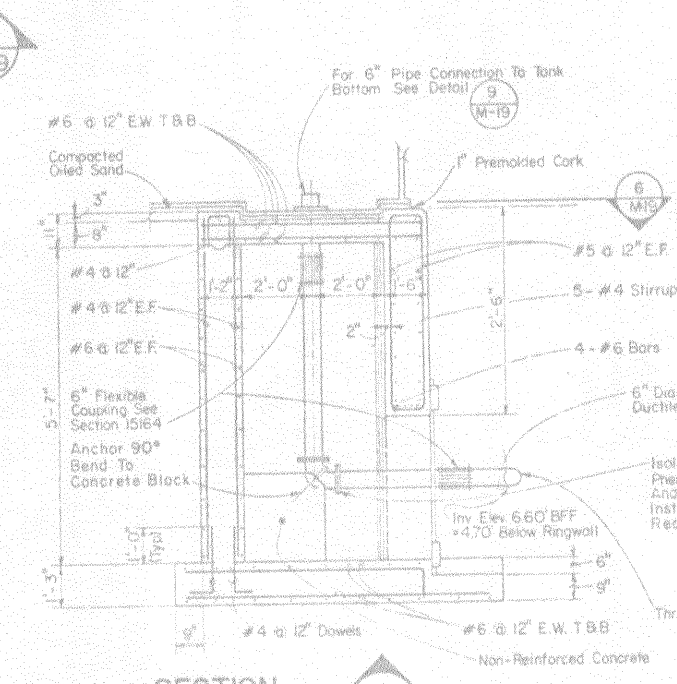 For 6" Pipe Connection To Tank
Bottom See Detail
9
M-19
#6 @ 12" E.W. T&B
Compacted
Oiled Sand
1" Premolded Cork
6
M-19
3"
8"
11"
#5 @ 12" E.F.
#4 @ 12"
1'-2"
2'-0"
2'-0"
1'-6"
5-#4 Stirrup
2'-6"
#4 @ 12" E.F.
2"
#6 @ 12" E.F.
4-#6 Bars
5'-7"
6" Flexible
Coupling See
Section 15164
6" Dia
Ductile
Anchor 90°
Bend To
Concrete Block
Inv. Elev. 6.60' BFF
=4.70' Below Ringwall
1'-0"
(Typ)
6"
1'-3"
9"
9"
#4 @ 12" Dowels
#6 @ 12" E.W. T&B
Non-Reinforced Concrete
SECTION